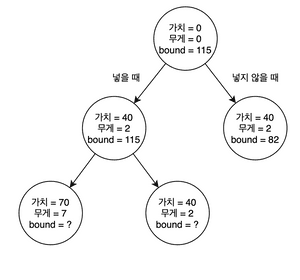 가치 = 0
무게 = 0
bound = 115
넣을 때
넣지 않을 때
가치 = 40
무게 = 2
bound = 115
가치 = 40
무게 = 2
bound = 82
가치 = 70
무게 = 7
bound = ?
가치 = 40
무게 = 2
bound = ?